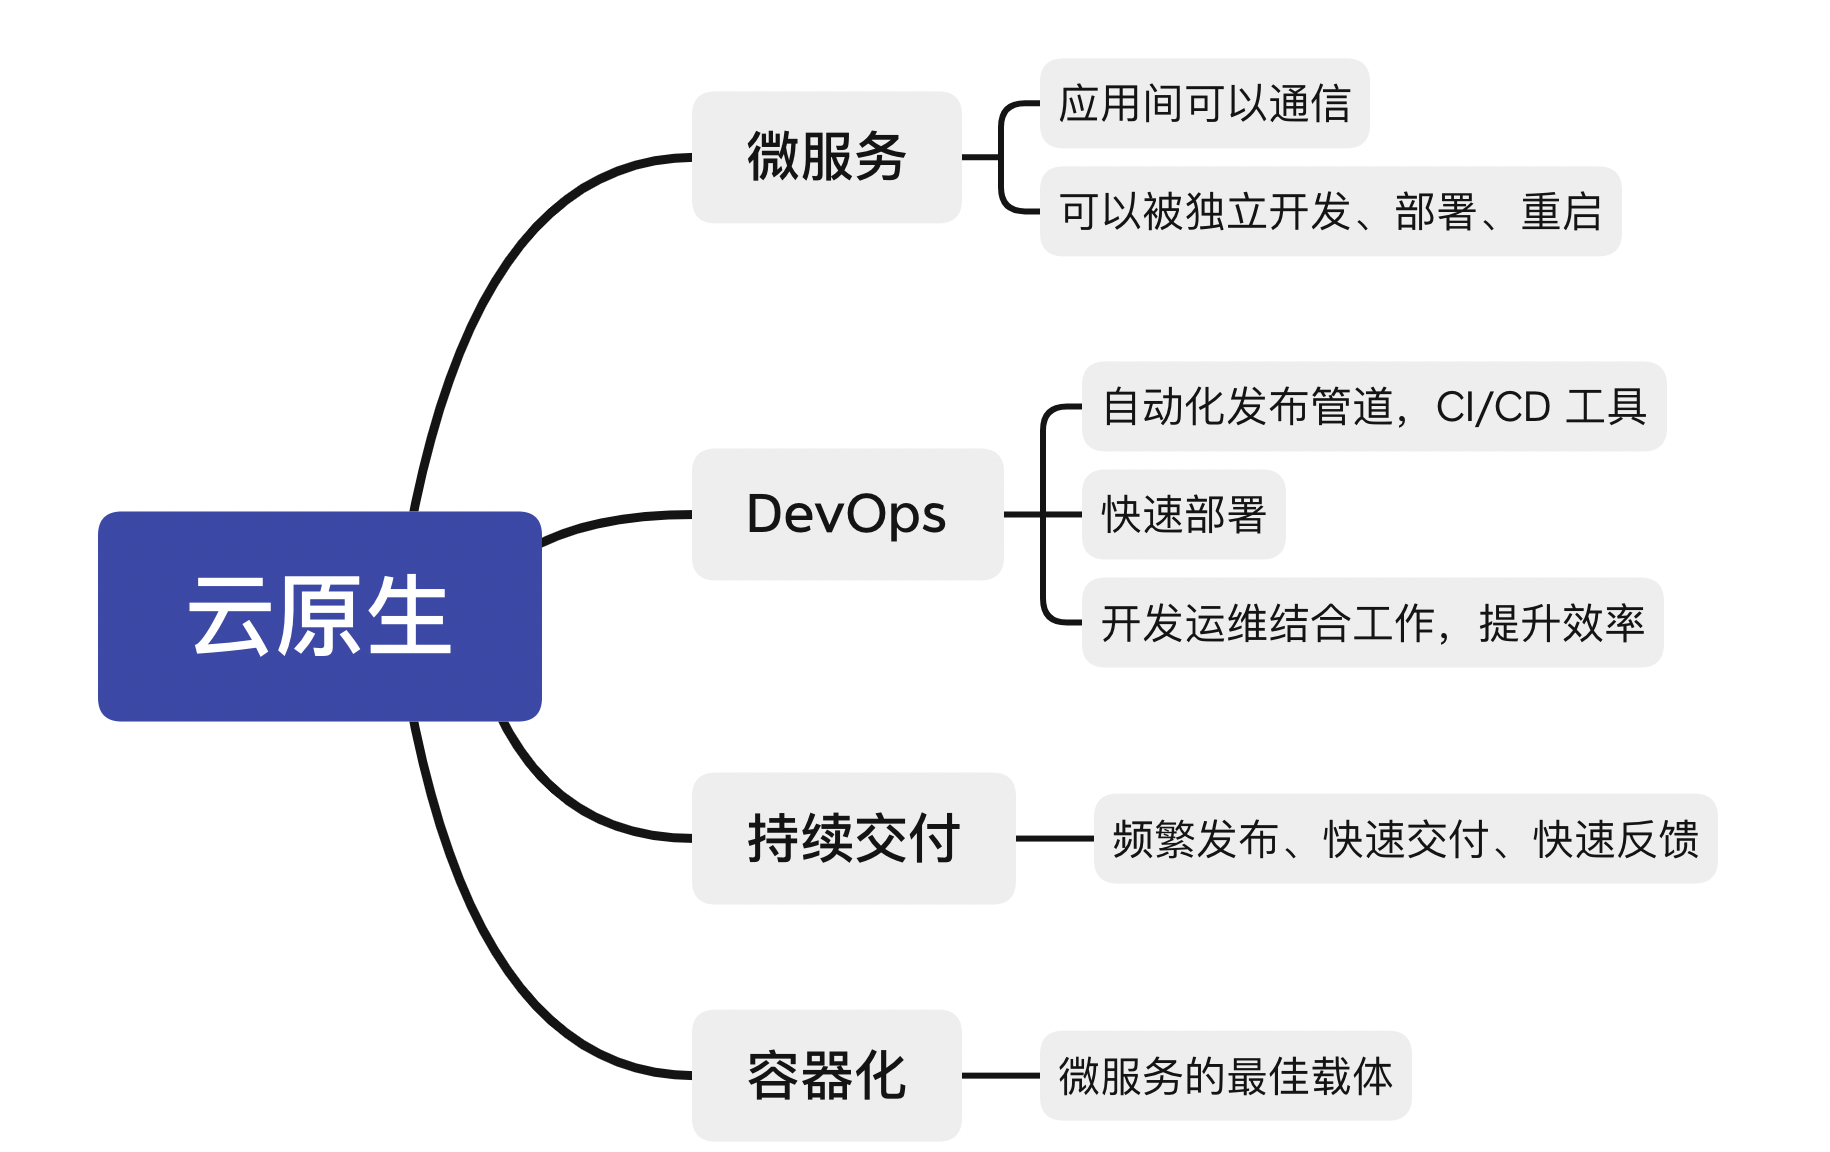 云原生
微服务
应用间可以通信
可以被独立开发、部署、重启
DevOps
自动化发布管道，CI/CD 工具
快速部署
开发运维结合工作，提升效率
持续交付
频繁发布、快速交付、快速反馈
容器化
微服务的最佳载体